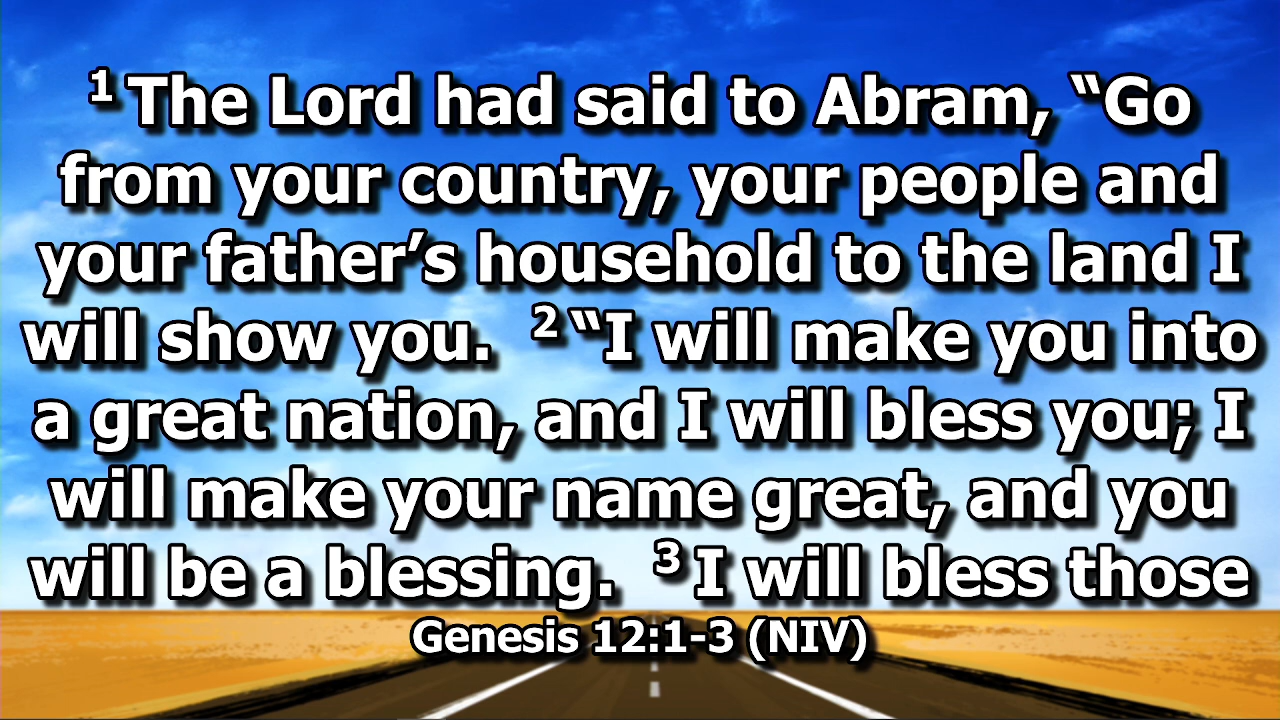 ¹ The Lord had said to Abram, “Go
from your country, your people and
your father’s household to the land I
will show you.  ² “I will make you into
a great nation, and I will bless you; I
will make your name great, and you
will be a blessing.  ³ I will bless those
Genesis 12:1-3 (NIV)